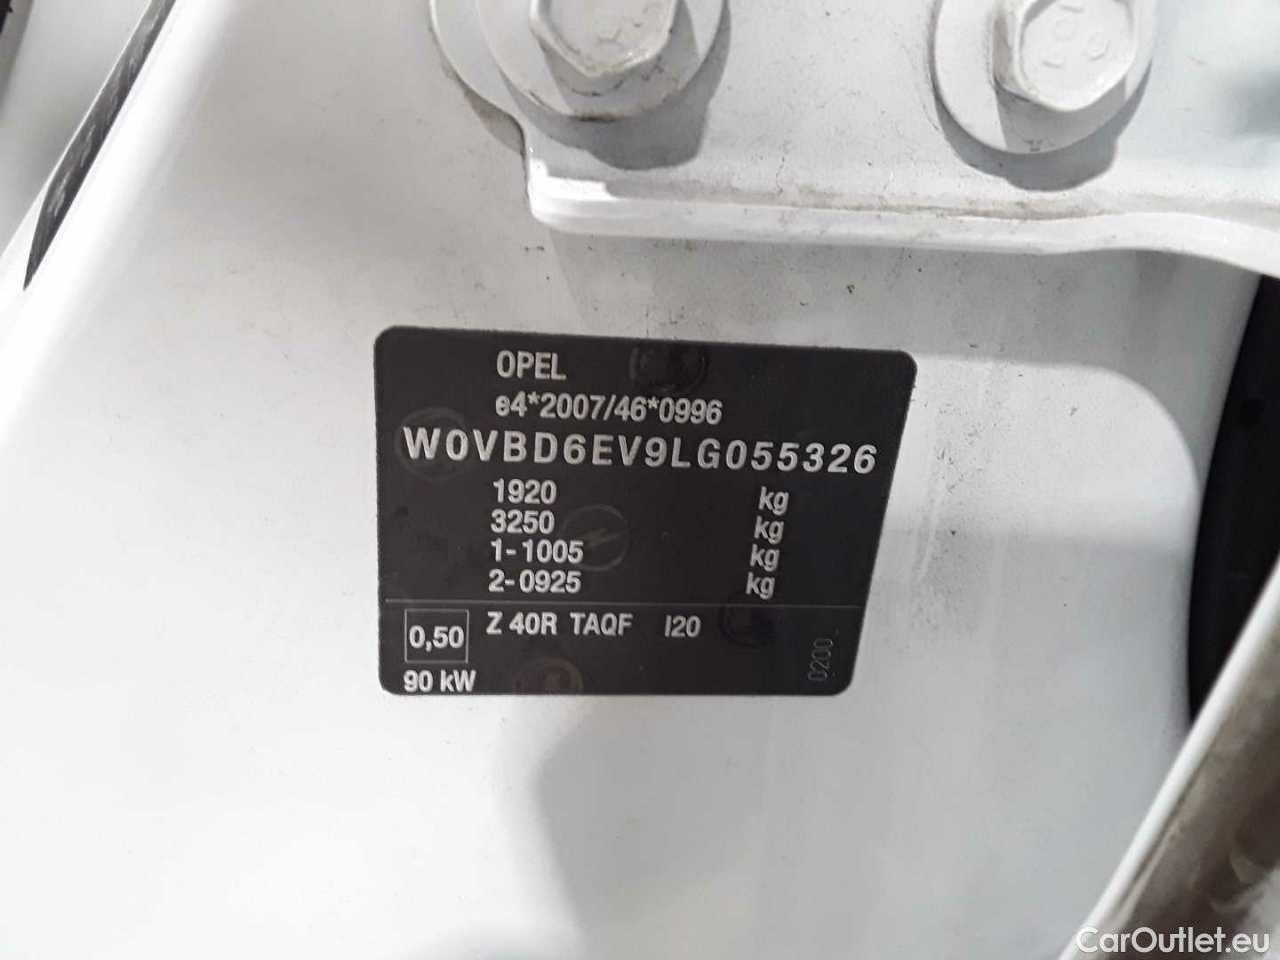 OPEL
e4*2007/46*0996
W0VBD6EV9LG055326
1920 kg
3250 kg
1-1005 kg
2-0925 kg
0,50 Z 40R TAQF I20
90 kW
0200
CarOutlet.eu